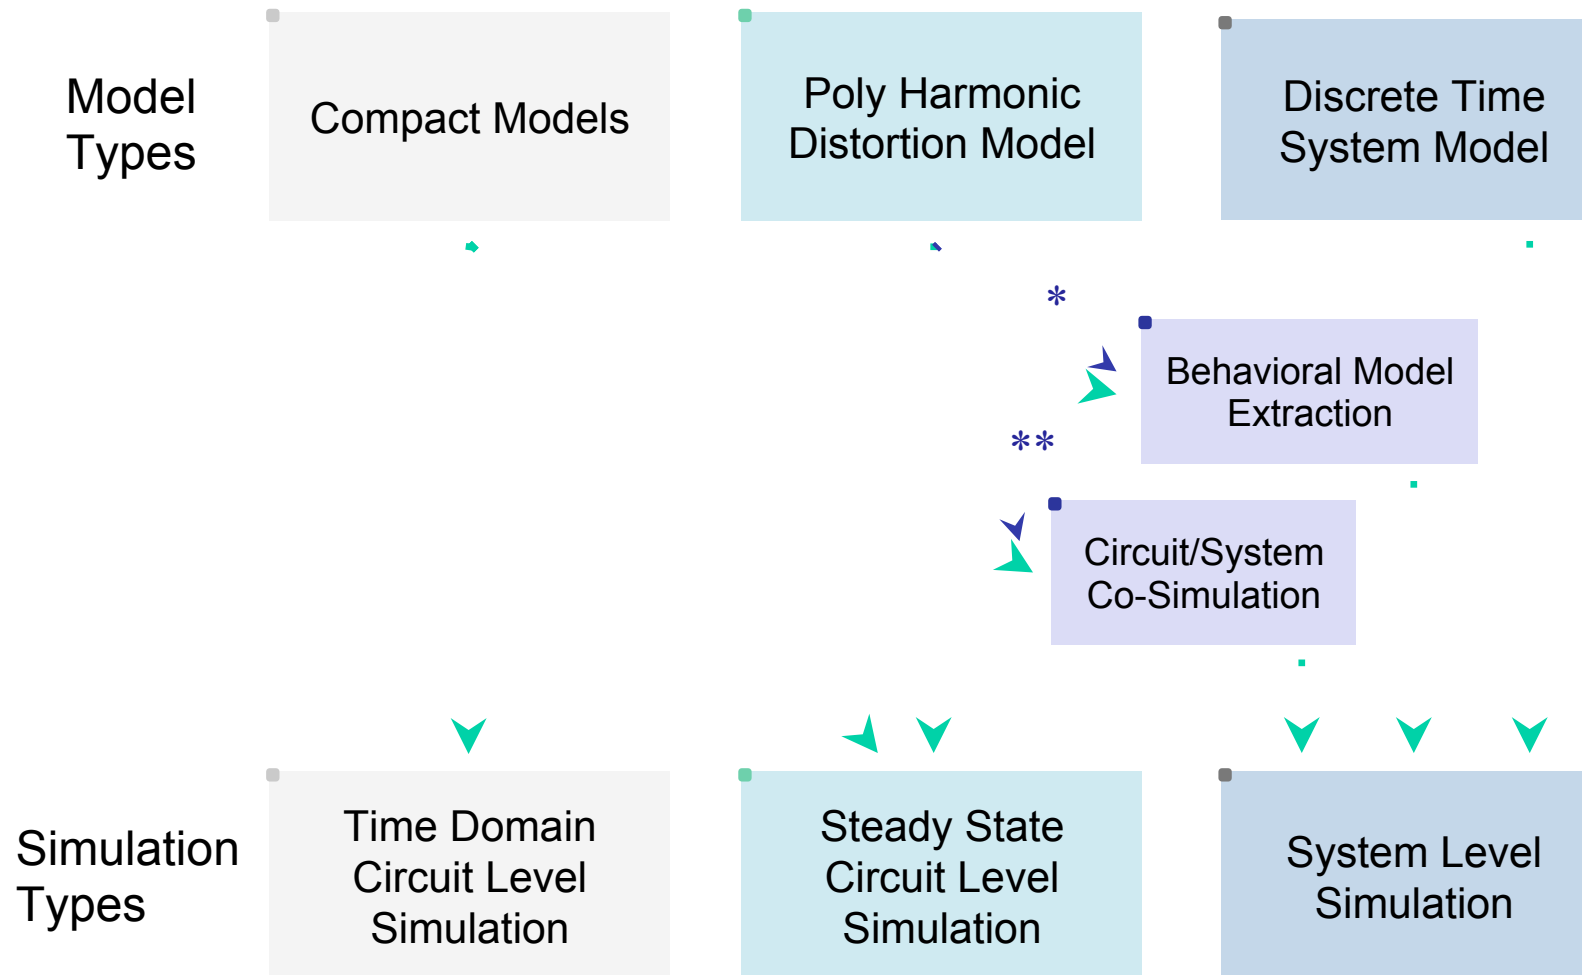 Model
Types
Compact Models
Poly Harmonic
Distortion Model
Discrete Time
System Model
*
Behavioral Model
Extraction
**
Circuit/System
Co-Simulation
Simulation
Types
Time Domain
Circuit Level
Simulation
Steady State
Circuit Level
Simulation
System Level
Simulation